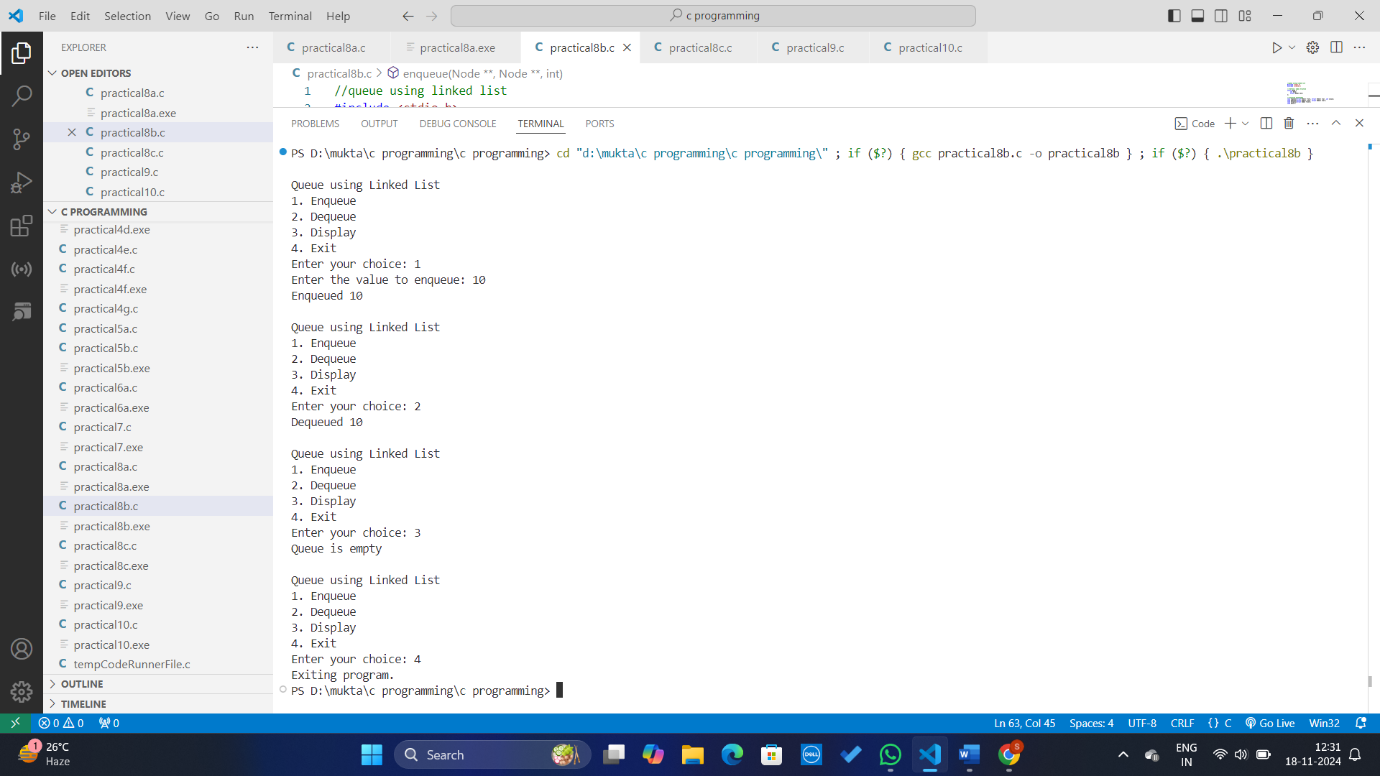 File Edit Selection View Go Run Terminal Help
c programming
EXPLORER
OPEN EDITORS
practical8a.c
practical8a.exe
practical8b.c
practical8c.c
practical9.c
practical10.c
C PROGRAMMING
practical4d.exe
practical4e.c
practical4f.c
practical4f.exe
practical4g.c
practical5a.c
practical5b.c
practical5b.exe
practical6a.c
practical6a.exe
practical7.c
practical7.exe
practical8a.c
practical8a.exe
practical8b.c
practical8b.exe
practical8c.c
practical8c.exe
practical9.c
practical9.exe
practical10.c
practical10.exe
tempCodeRunnerFile.c
OUTLINE
TIMELINE
practical8a.c practical8a.exe practical8b.c practical8c.c practical9.c practical10.c
practical8b.c > enqueue(Node **, Node **, int)
1 //queue using linked list
2 #include <stdio.h>
PROBLEMS OUTPUT DEBUG CONSOLE TERMINAL PORTS
Code
PS D:\mukta\c programming\c programming> cd "d:\mukta\c programming\c programming\" ; if ($?) { gcc practical8b.c -o practical8b } ; if ($?) { .\practical8b }
Queue using Linked List
1. Enqueue
2. Dequeue
3. Display
4. Exit
Enter your choice: 1
Enter the value to enqueue: 10
Enqueued 10
Queue using Linked List
1. Enqueue
2. Dequeue
3. Display
4. Exit
Enter your choice: 2
Dequeued 10
Queue using Linked List
1. Enqueue
2. Dequeue
3. Display
4. Exit
Enter your choice: 3
Queue is empty
Queue using Linked List
1. Enqueue
2. Dequeue
3. Display
4. Exit
Enter your choice: 4
Exiting program.
PS D:\mukta\c programming\c programming>
0 0 0
Ln 63, Col 45 Spaces: 4 UTF-8 CRLF {} C Go Live Win32
1
26°C
Haze
Search
DELL
ENG
IN
12:31
18-11-2024